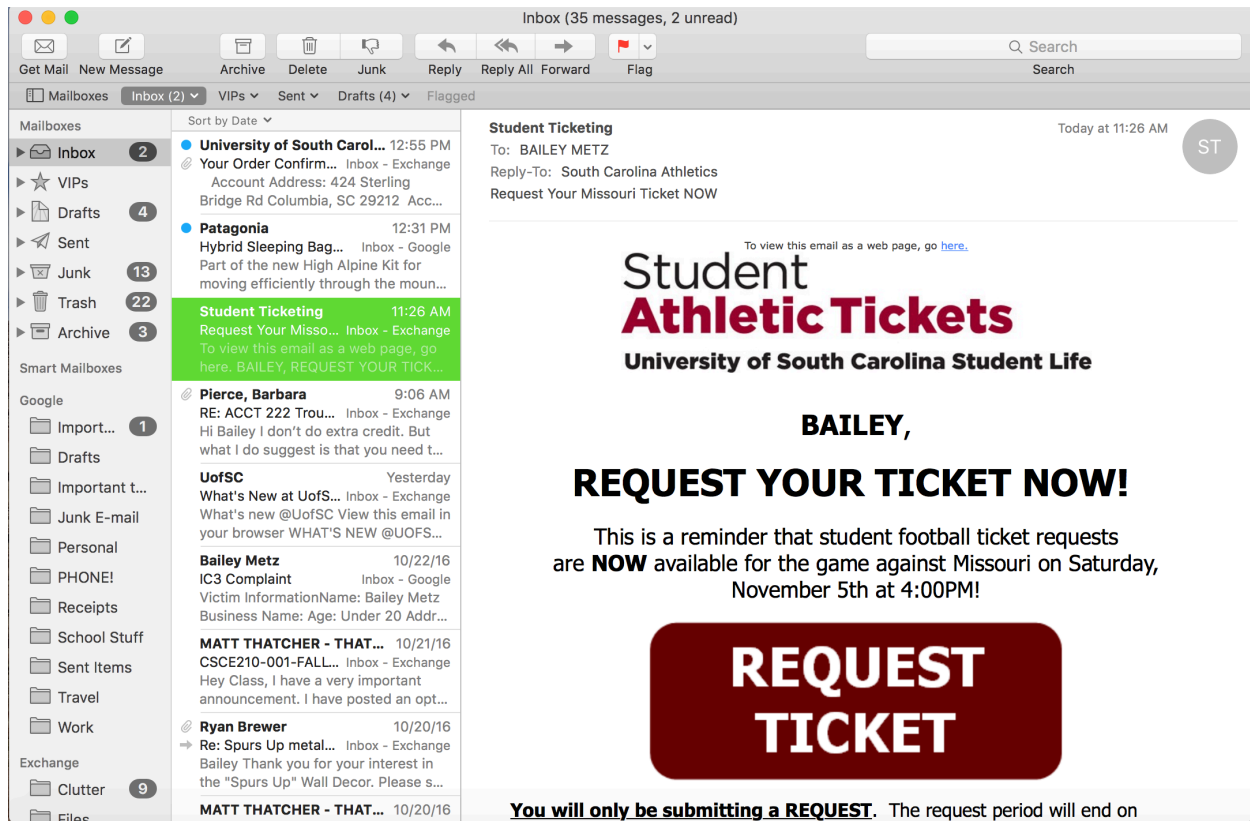 Inbox (35 messages, 2 unread)
Get Mail New Message Archive Delete Junk Reply Reply All Forward Flag Search
Search
Mailboxes Inbox (2) VIPs Sent Drafts (4) Flagged
Mailboxes
Inbox 2
VIPs
Drafts 4
Sent
Junk 13
Trash 22
Archive 3
Smart Mailboxes
Google
Import... 1
Drafts
Important t...
Junk E-mail
Personal
PHONE!
Receipts
School Stuff
Sent Items
Travel
Work
Exchange
Clutter 9
Files
Sort by Date
University of South Carol... 12:55 PM
Your Order Confirm... Inbox - Exchange
Account Address: 424 Sterling
Bridge Rd Columbia, SC 29212 Acc...
Patagonia 12:31 PM
Hybrid Sleeping Bag... Inbox - Google
Part of the new High Alpine Kit for
moving efficiently through the moun...
Student Ticketing 11:26 AM
Request Your Misso... Inbox - Exchange
To view this email as a web page, go
here. BAILEY, REQUEST YOUR TICK...
Pierce, Barbara 9:06 AM
RE: ACCT 222 Trou... Inbox - Exchange
Hi Bailey I don't do extra credit. But
what I do suggest is that you need t...
UofSC Yesterday
What's New at UofS... Inbox - Exchange
What's new @UofSC View this email in
your browser WHAT'S NEW @UOFS...
Bailey Metz 10/22/16
IC3 Complaint Inbox - Google
Victim InformationName: Bailey Metz
Business Name: Age: Under 20 Addr...
MATT THATCHER - THAT... 10/21/16
CSCE210-001-FALL... Inbox - Exchange
Hey Class, I have a very important
announcement. I have posted an opt...
Ryan Brewer 10/20/16
Re: Spurs Up metal... Inbox - Exchange
Bailey Thank you for your interest in
the "Spurs Up" Wall Decor. Please s...
MATT THATCHER - THAT... 10/20/16
Student Ticketing Today at 11:26 AM
ST
To: BAILEY METZ
Reply-To: South Carolina Athletics
Request Your Missouri Ticket NOW
To view this email as a web page, go here.
Student
Athletic Tickets
University of South Carolina Student Life
BAILEY,
REQUEST YOUR TICKET NOW!
This is a reminder that student football ticket requests
are NOW available for the game against Missouri on Saturday,
November 5th at 4:00PM!
REQUEST
TICKET
You will only be submitting a REQUEST. The request period will end on